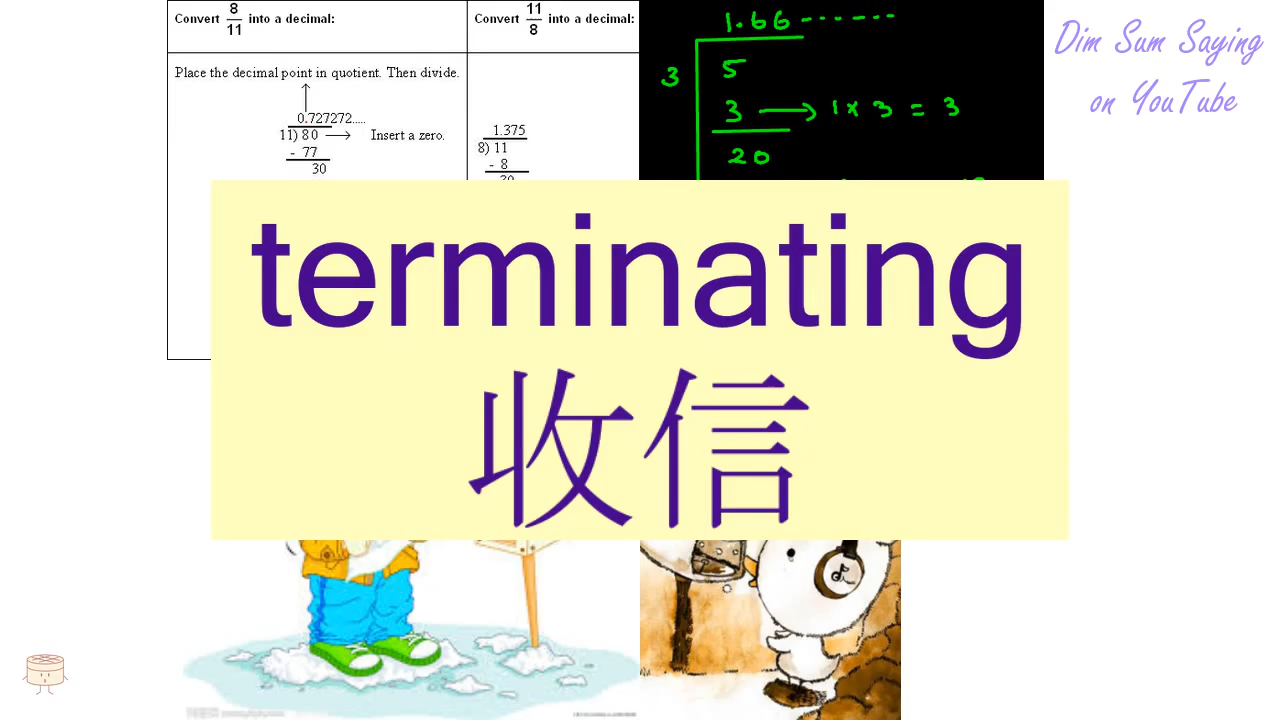 Convert 8/11 into a decimal:
Convert 11/8 into a decimal:
Place the decimal point in quotient. Then divide.
0.727272.....
11) 80 → Insert a zero.
- 77
30
1.375
8) 11
- 8
1.66-------
3
5
3 → 1 x 3 = 3
20
Dim Sum Saying
on YouTube
terminating
收信